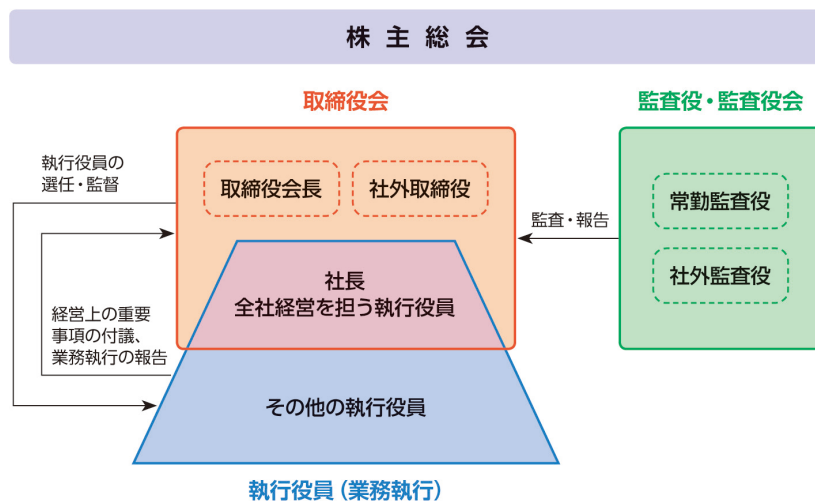 株主総会
取締役会
監査役・監査役会
執行役員の
選任・監督
取締役会長
社外取締役
常勤監査役
監査・報告
社外監査役
社長
全社経営を担う執行役員
経営上の重要
事項の付議、
業務執行の報告
その他の執行役員
執行役員（業務執行）